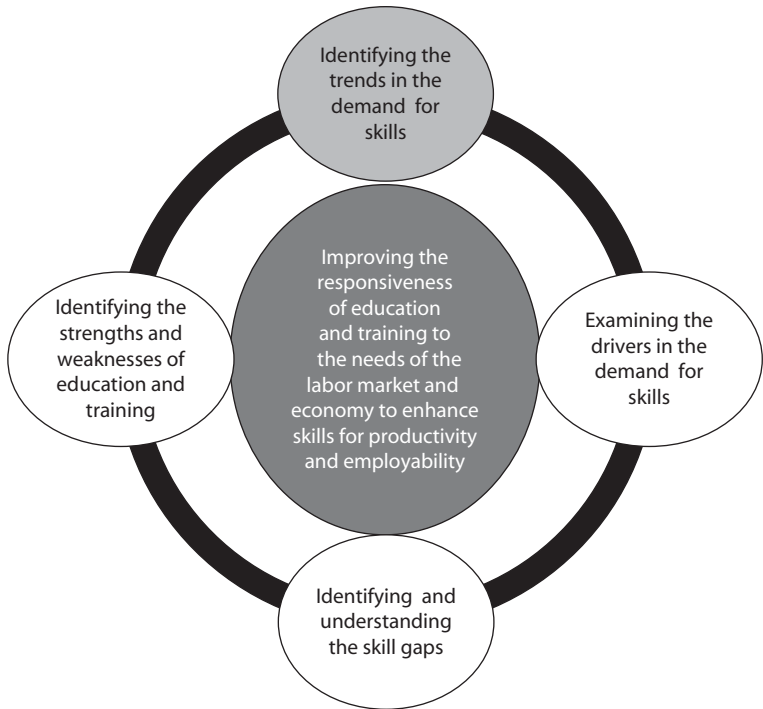 Identifying the
trends in the
demand for
skills
Improving the
responsiveness
of education
and training to
the needs of the
labor market and
economy to enhance
skills for productivity
and employability
Identifying the
strengths and
weaknesses of
education and
training
Examining the
drivers in the
demand for
skills
Identifying and
understanding
the skill gaps